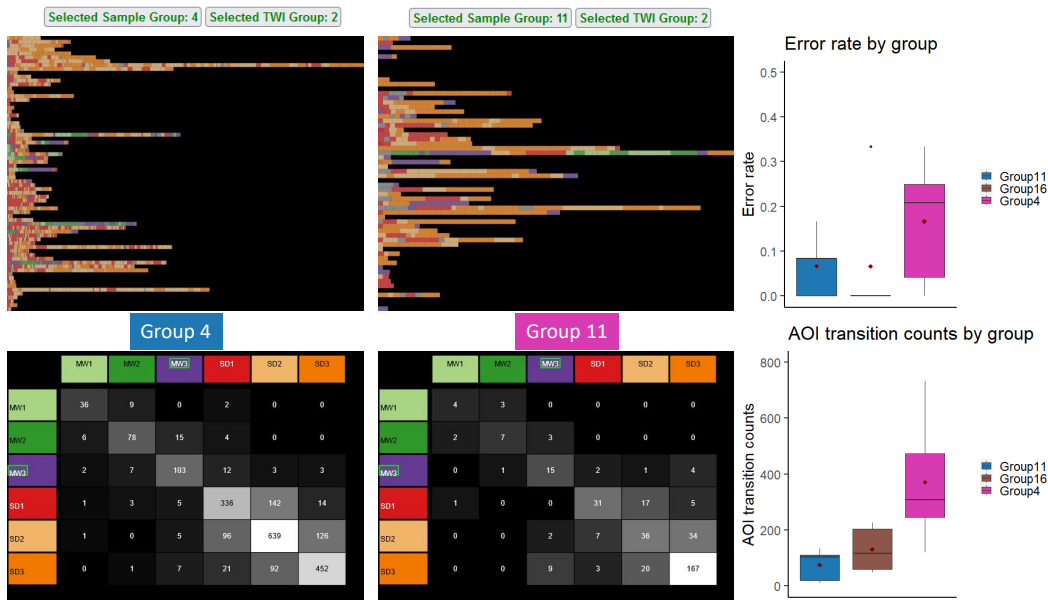 Selected Sample Group: 4 Selected TWI Group: 2
Selected Sample Group: 11 Selected TWI Group: 2
Error rate by group
Error rate
0.5
0.4
0.3
0.2
0.1
0.0
Group11
Group16
Group4
Group 4
Group 11
MW1 MW2 MW3 SD1 SD2 SD3
MW1 36 9 0 2 0 0
MW2 6 78 15 4 0 0
MW3 2 7 103 12 3 3
SD1 1 3 5 336 142 14
SD2 1 0 5 96 639 126
SD3 0 1 7 21 92 452
MW1 MW2 MW3 SD1 SD2 SD3
MW1 4 3 0 0 0 0
MW2 2 7 3 0 0 0
MW3 0 1 15 2 1 4
SD1 1 0 0 31 17 5
SD2 0 0 2 7 36 34
SD3 0 0 9 3 20 167
AOI transition counts by group
AOI transition counts
800
600
400
200
0
Group11
Group16
Group4